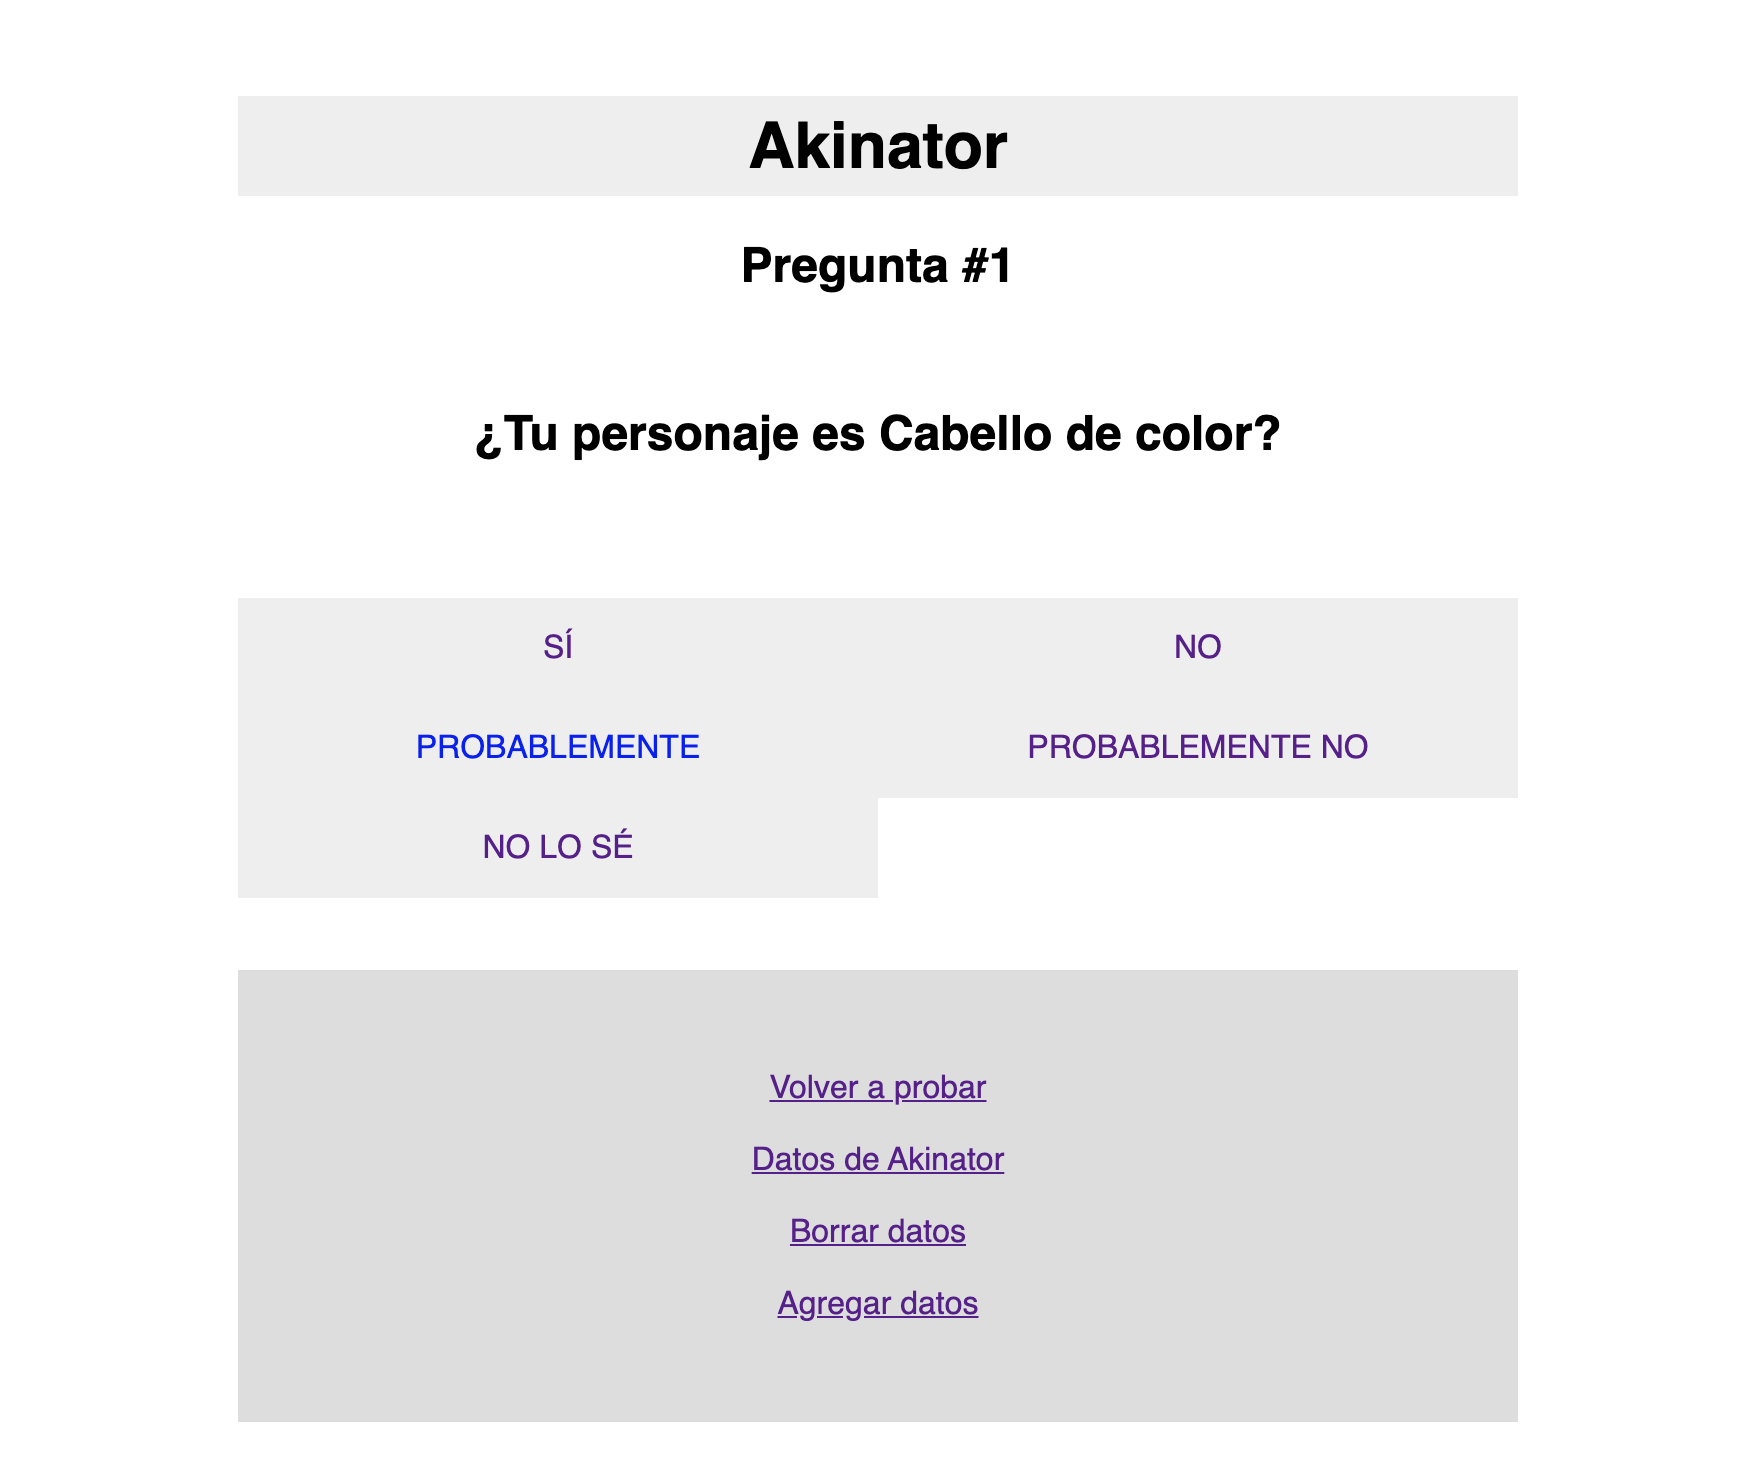 Akinator
Pregunta #1
¿Tu personaje es Cabello de color?
SÍ
NO
PROBABLEMENTE
PROBABLEMENTE NO
NO LO SÉ
Volver a probar
Datos de Akinator
Borrar datos
Agregar datos